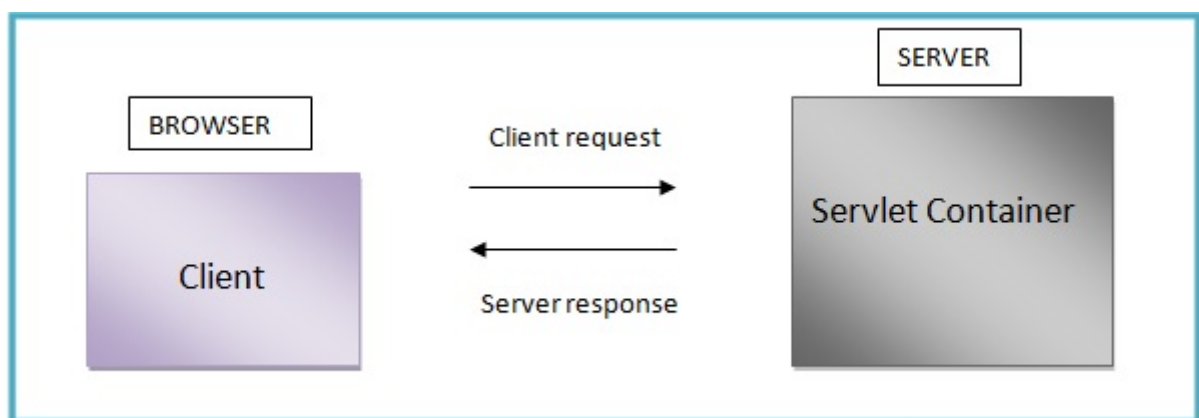 SERVER
BROWSER
Client request
Servlet Container
Client
Server response